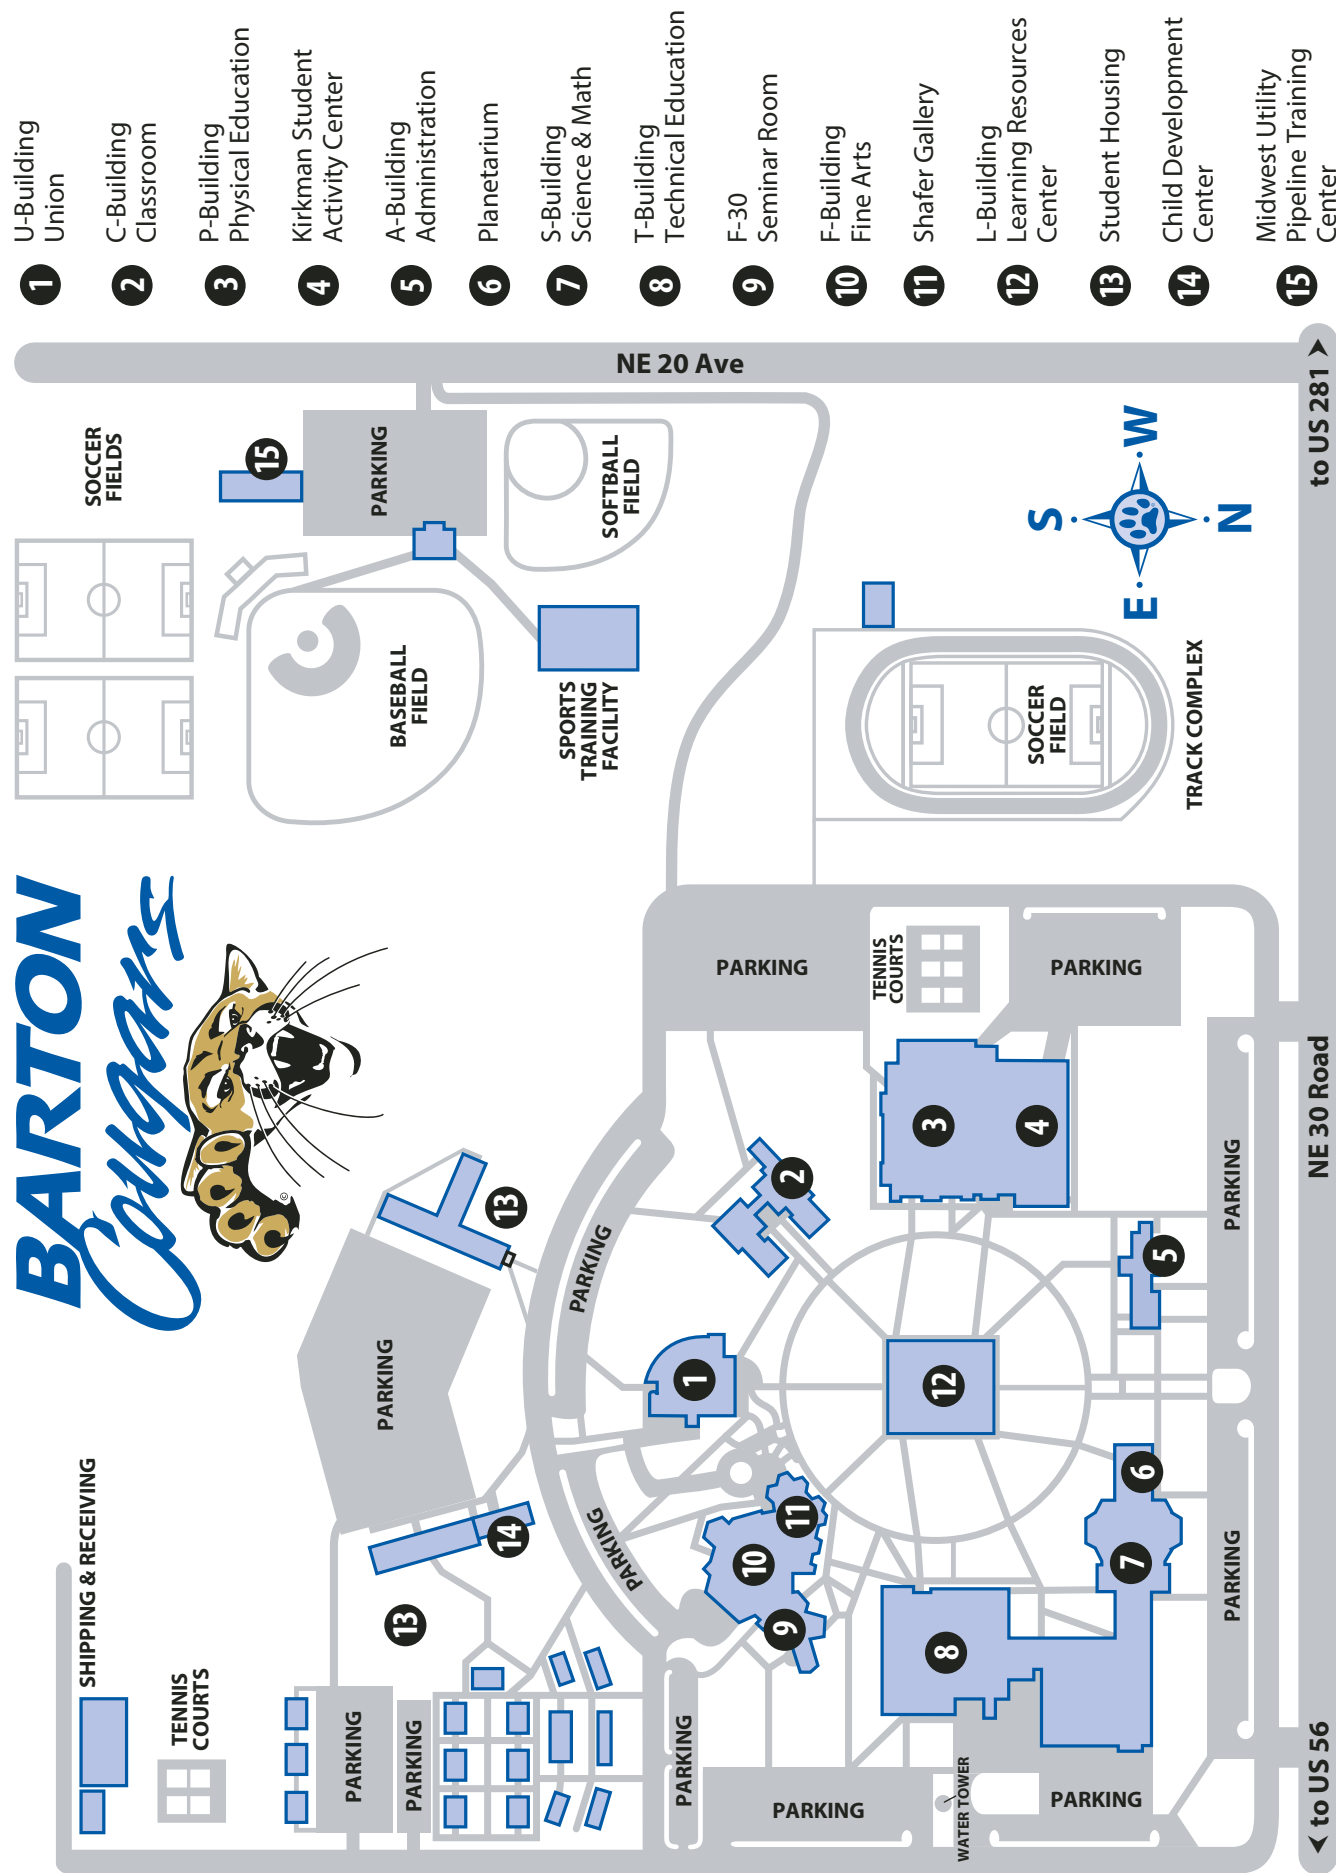 BARTON
Cougars
©
1
U-Building
Union
2
C-Building
Classroom
3
P-Building
Physical Education
4
Kirkman Student
Activity Center
5
A-Building
Administration
6
Planetarium
7
S-Building
Science & Math
8
T-Building
Technical Education
9
F-30
Seminar Room
10
F-Building
Fine Arts
11
Shafer Gallery
12
L-Building
Learning Resources
Center
13
Student Housing
14
Child Development
Center
15
Midwest Utility
Pipeline Training
Center
NE 20 Ave
to US 281
SOCCER
FIELDS
15
PARKING
SOFTBALL
FIELD
BASEBALL
FIELD
SPORTS
TRAINING
FACILITY
S
W
E
N
SOCCER
FIELD
TRACK COMPLEX
PARKING
TENNIS
COURTS
PARKING
NE 30 Road
13
PARKING
PARKING
1
2
3
4
5
PARKING
12
SHIPPING & RECEIVING
TENNIS
COURTS
13
14
PARKING
PARKING
PARKING
PARKING
9
10
11
8
7
6
PARKING
PARKING
WATER TOWER
PARKING
to US 56